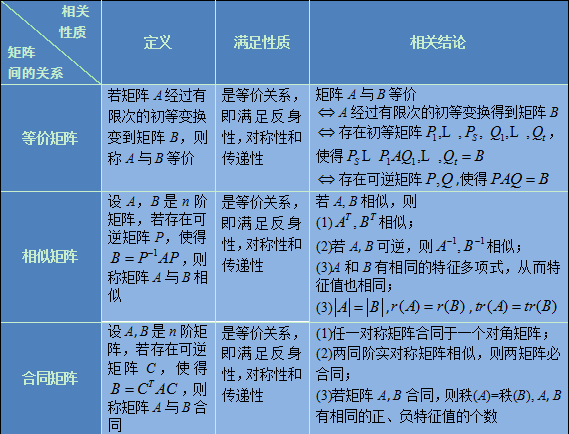 相关
性质
矩阵
间的关系
定义
满足性质
相关结论
等价矩阵
若矩阵 A 经过有
限次的初等变换
变到矩阵 B，则
称 A 与 B 等价
是等价关系，
即满足反身
性，对称性和
传递性
矩阵 A 与 B 等价
⇔ A 经过有限次的初等变换得到矩阵 B
⇔ 存在初等矩阵 P₁,L ,P_S, Q₁,L ,Q_t，
使得 P_S L P₁AQ₁,L ,Q_t = B
⇔ 存在可逆矩阵 P,Q ,使得 PAQ = B
相似矩阵
设 A，B 是 n 阶
矩阵，若存在可
逆矩阵 P，使得
B = P⁻¹AP，则
称矩阵 A 与 B 相
似
是等价关系，
即满足反身
性，对称性和
传递性
若 A, B 相似，则
(1) Aᵀ, Bᵀ 相似；
(2)若 A, B 可逆，则 A⁻¹, B⁻¹ 相似；
(3)A 和 B 有相同的特征多项式，从而特
征值也相同；
(3) |A| = |B| , r(A) = r(B) , tr(A) = tr(B)
合同矩阵
设 A,B 是 n 阶矩
阵，若存在可逆
矩阵 C，使得
B = CᵀAC，则
称矩阵 A 与 B 合
同
是等价关系，
即满足反身
性，对称性和
传递性
(1)任一对称矩阵合同于一个对角矩阵；
(2)两同阶实对称矩阵相似，则两矩阵必
合同；
(3)若矩阵 A, B 合同，则秩(A)=秩(B), A, B
有相同的正、负特征值的个数